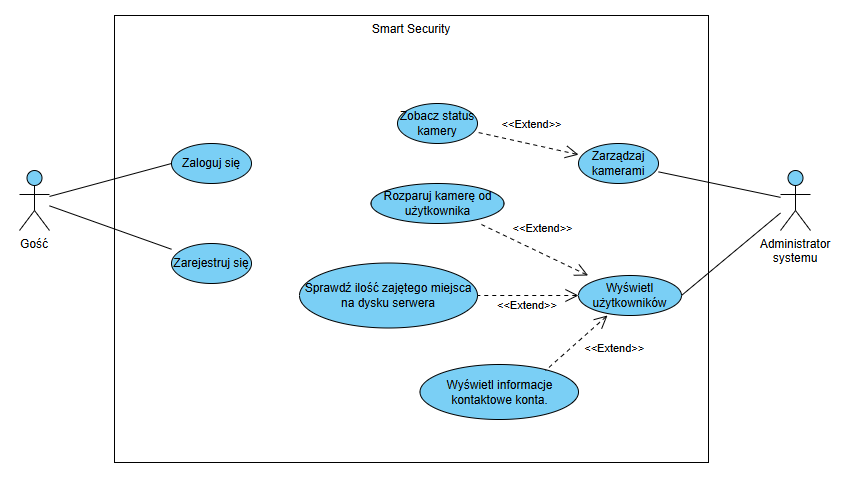 Smart Security
Zobacz status
kamery
<<Extend>>
Zaloguj się
Zarządzaj
kamerami
Rozparuj kamerę od
użytkownika
<<Extend>>
Gość
Administrator
systemu
Zarejestruj się
Sprawdź ilość zajętego miejsca
na dysku serwera
<<Extend>>
Wyświetl
użytkowników
<<Extend>>
Wyświetl informacje
kontaktowe konta.